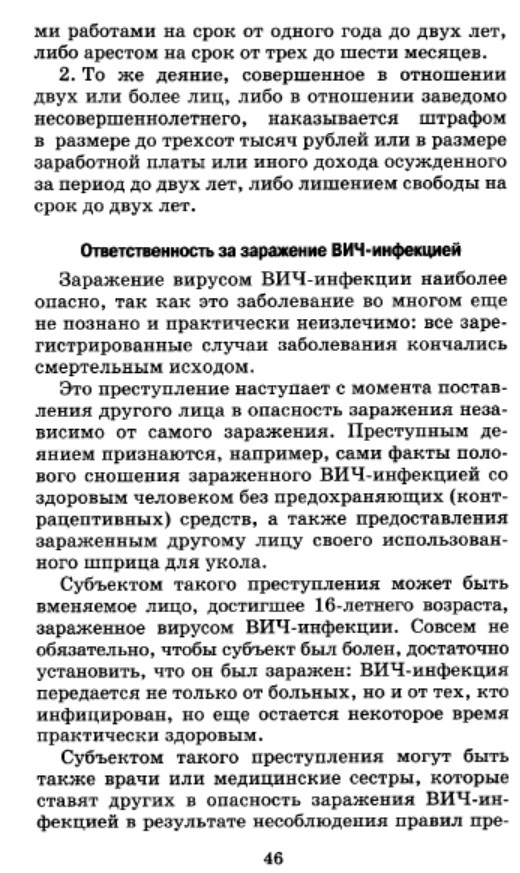 ми работами на срок от одного года до двух лет,
либо арестом на срок от трех до шести месяцев.
2. То же деяние, совершенное в отношении
двух или более лиц, либо в отношении заведомо
несовершеннолетнего, наказывается штрафом
в размере до трехсот тысяч рублей или в размере
заработной платы или иного дохода осужденного
за период до двух лет, либо лишением свободы на
срок до двух лет.
Ответственность за заражение ВИЧ-инфекцией
Заражение вирусом ВИЧ-инфекции наиболее
опасно, так как это заболевание во многом еще
не познано и практически неизлечимо: все заре-
гистрированные случаи заболевания кончались
смертельным исходом.
Это преступление наступает с момента постав-
ления другого лица в опасность заражения неза-
висимо от самого заражения. Преступным де-
янием признаются, например, сами факты поло-
вого сношения зараженного ВИЧ-инфекцией со
здоровым человеком без предохраняющих (конт-
рацептивных) средств, а также предоставления
зараженным другому лицу своего использован-
ного шприца для укола.
Субъектом такого преступления может быть
вменяемое лицо, достигшее 16-летнего возраста,
зараженное вирусом ВИЧ-инфекции. Совсем не
обязательно, чтобы субъект был болен, достаточно
установить, что он был заражен: ВИЧ-инфекция
передается не только от больных, но и от тех, кто
инфицирован, но еще остается некоторое время
практически здоровым.
Субъектом такого преступления могут быть
также врачи или медицинские сестры, которые
ставят других в опасность заражения ВИЧ-ин-
фекцией в результате несоблюдения правил пре-
46